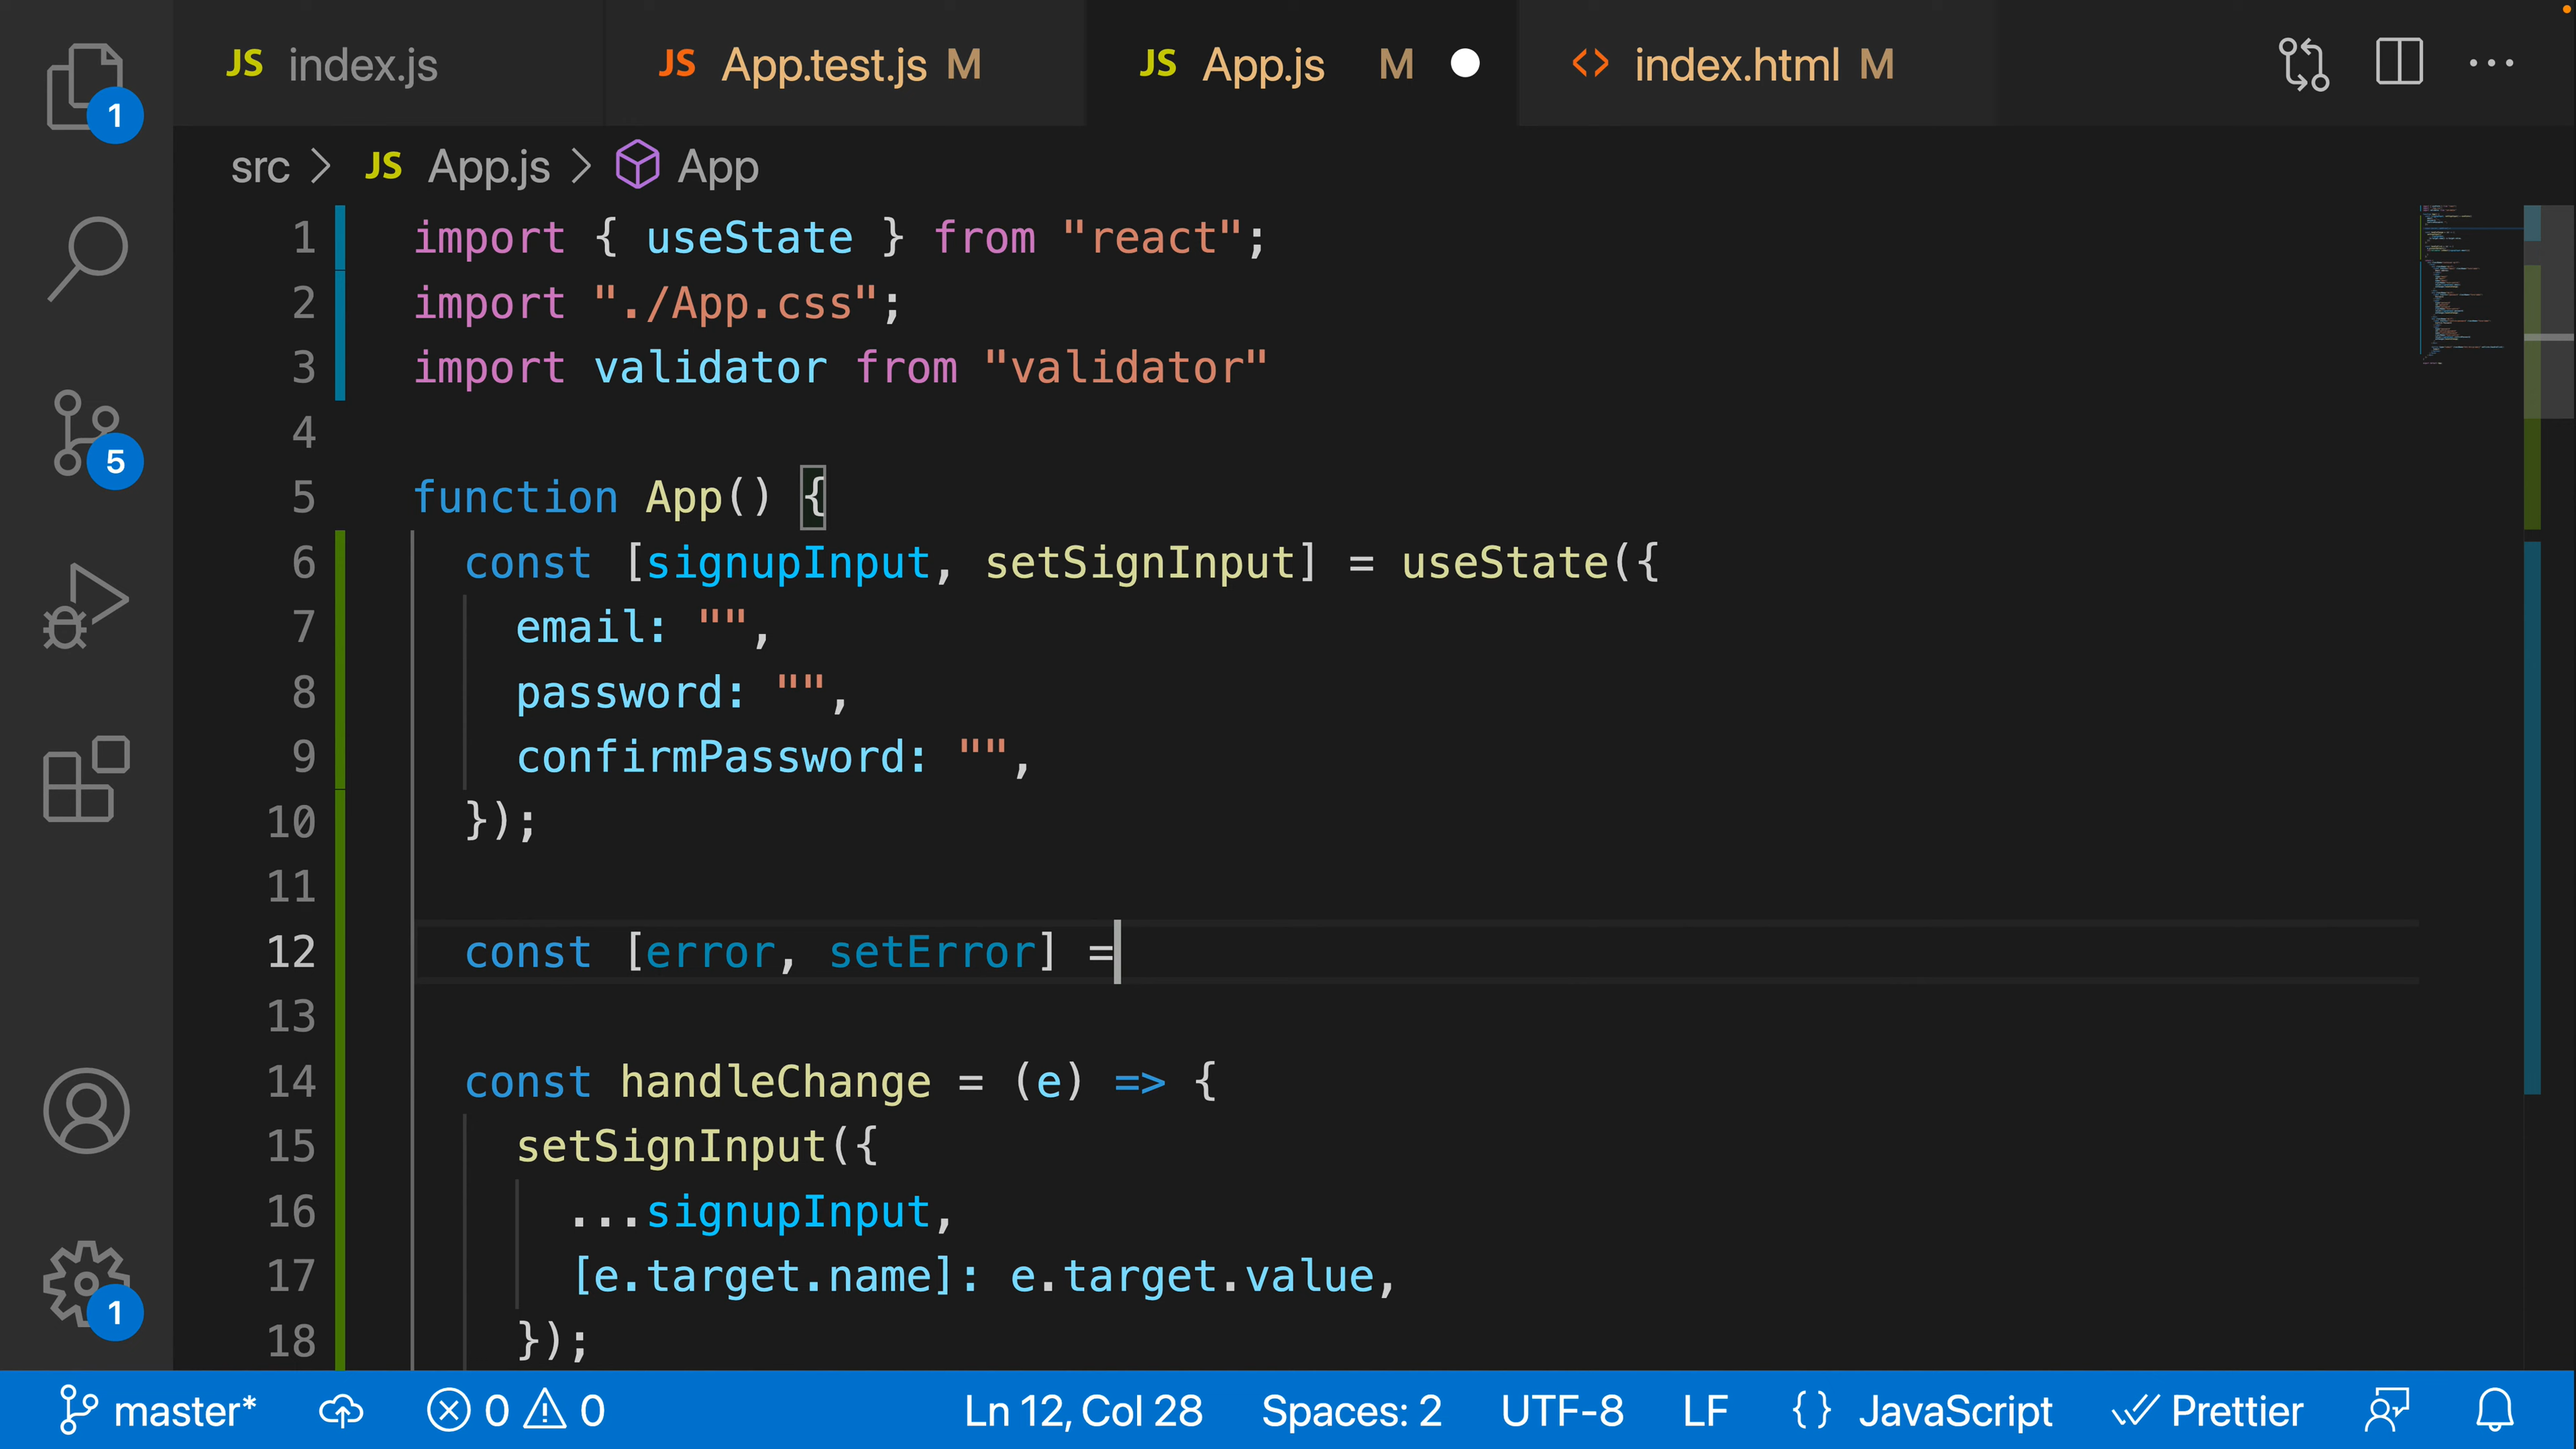 JS index.js JS App.test.js M JS App.js M <> index.html M
src > JS App.js > App
1 import { useState } from "react";
2 import "./App.css";
3 import validator from "validator"
4
5 function App() {
6 const [signupInput, setSignInput] = useState({
7 email: "",
8 password: "",
9 confirmPassword: "",
10 });
11
12 const [error, setError] =
13
14 const handleChange = (e) => {
15 setSignInput({
16 ...signupInput,
17 [e.target.name]: e.target.value,
18 });
1
5
1
master* 0 0 Ln 12, Col 28 Spaces: 2 UTF-8 LF {} JavaScript Prettier